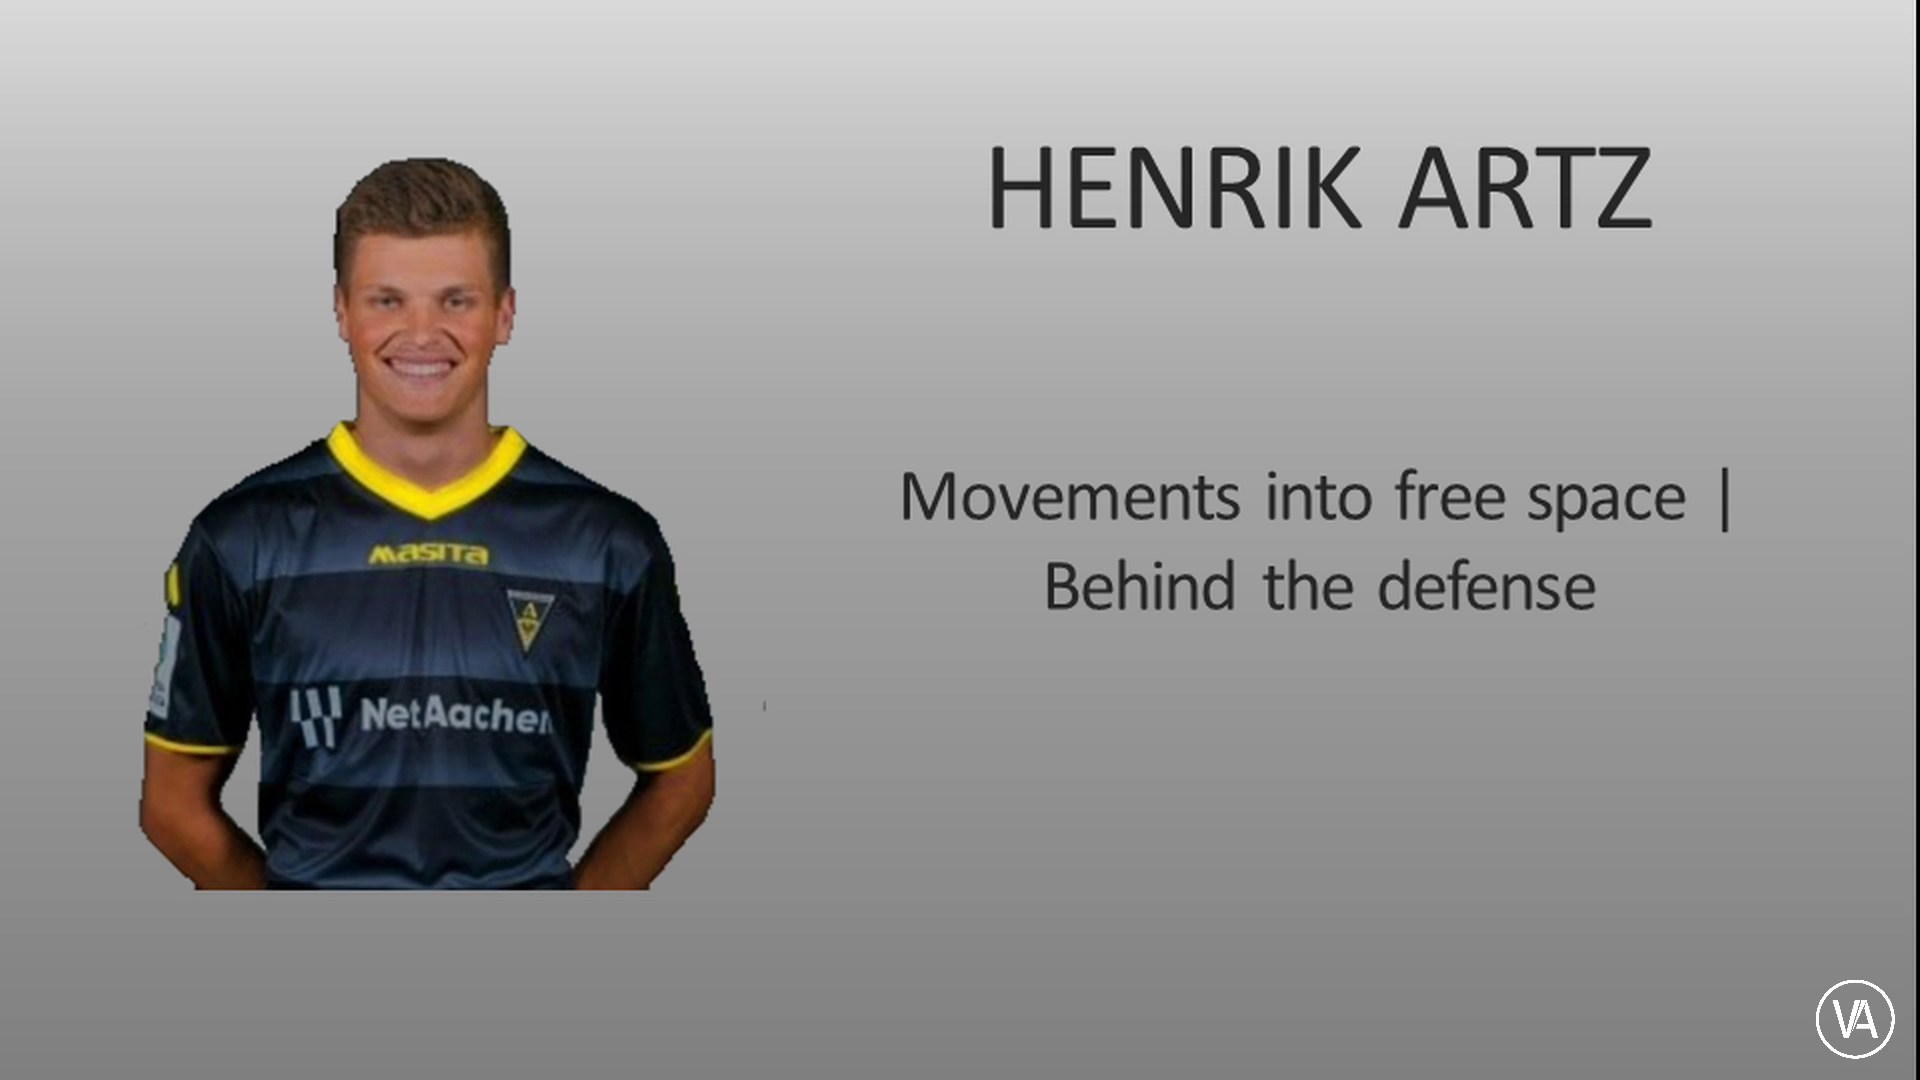 HENRIK ARTZ
Movements into free space |
Behind the defense
Masita
A
NetAachen
VA